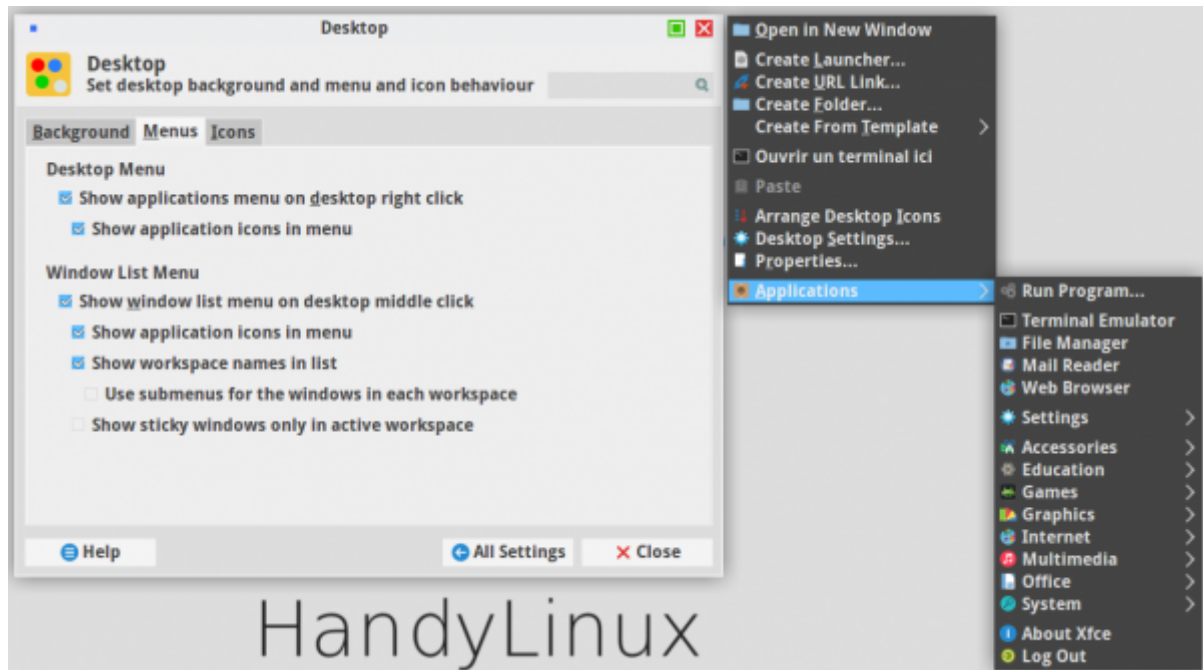 Desktop
Desktop
Set desktop background and menu and icon behaviour
Background Menus Icons
Desktop Menu
Show applications menu on desktop right click
Show application icons in menu
Window List Menu
Show window list menu on desktop middle click
Show application icons in menu
Show workspace names in list
Use submenus for the windows in each workspace
Show sticky windows only in active workspace
Help All Settings Close
HandyLinux
Open in New Window
Create Launcher...
Create URL Link...
Create Folder...
Create From Template
Ouvrir un terminal ici
Paste
Arrange Desktop Icons
Desktop Settings...
Properties...
Applications
Run Program...
Terminal Emulator
File Manager
Mail Reader
Web Browser
Settings
Accessories
Education
Games
Graphics
Internet
Multimedia
Office
System
About Xfce
Log Out